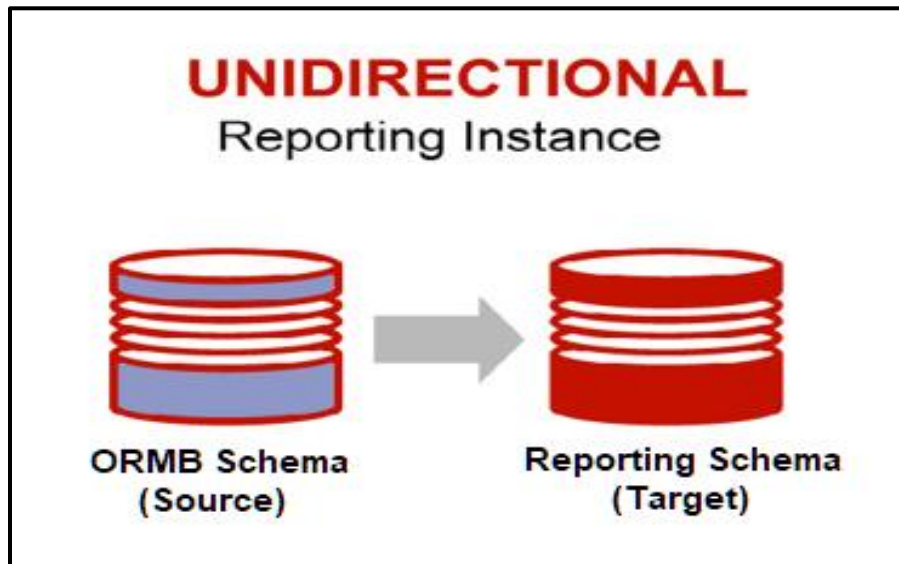 UNIDIRECTIONAL
Reporting Instance
ORMB Schema
(Source)
Reporting Schema
(Target)